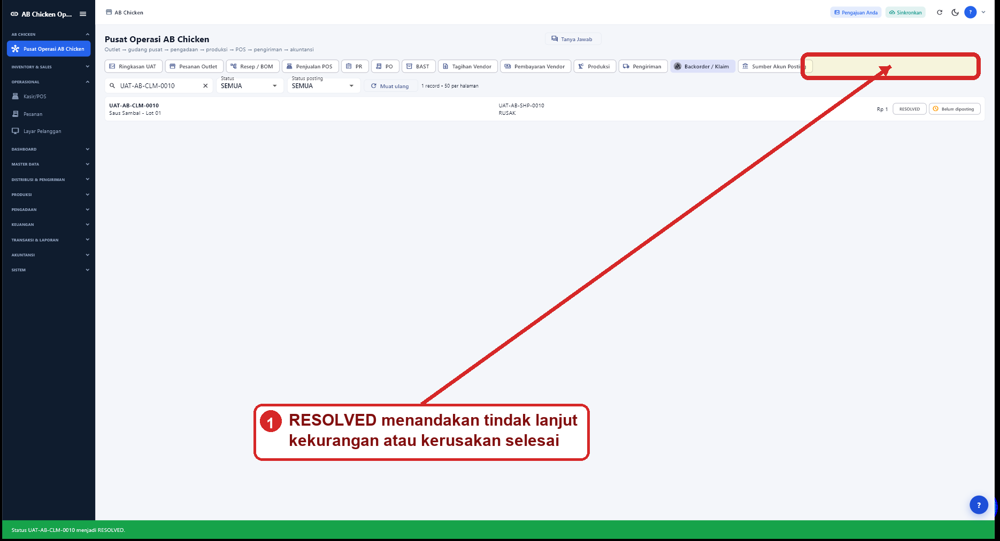 AB Chicken Op...
AB CHICKEN
Pusat Operasi AB Chicken
INVENTORY & SALES
OPERASIONAL
Kasir/POS
Pesanan
Layar Pelanggan
DASHBOARD
MASTER DATA
DISTRIBUSI & PENGIRIMAN
PRODUKSI
PENGADAAN
KEUANGAN
TRANSAKSI & LAPORAN
AKUNTANSI
SISTEM
AB Chicken
Pengajuan Anda
Sinkronkan
?
Pusat Operasi AB Chicken
Outlet → gudang pusat → pengadaan → produksi → POS → pengiriman → akuntansi
Tanya Jawab
Ringkasan UAT
Pesanan Outlet
Resep / BOM
Penjualan POS
PR
PO
BAST
Tagihan Vendor
Pembayaran Vendor
Produksi
Pengiriman
Backorder / Klaim
Sumber Akun Posting
UAT-AB-CLM-0010
Status
SEMUA
Status posting
SEMUA
Muat ulang
1 record • 50 per halaman
UAT-AB-CLM-0010
Saus Sambal - Lot 01
UAT-AB-SHP-0010
RUSAK
Rp 1
RESOLVED
Belum diposting
1
RESOLVED menandakan tindak lanjut
kekurangan atau kerusakan selesai
?
Status UAT-AB-CLM-0010 menjadi RESOLVED.